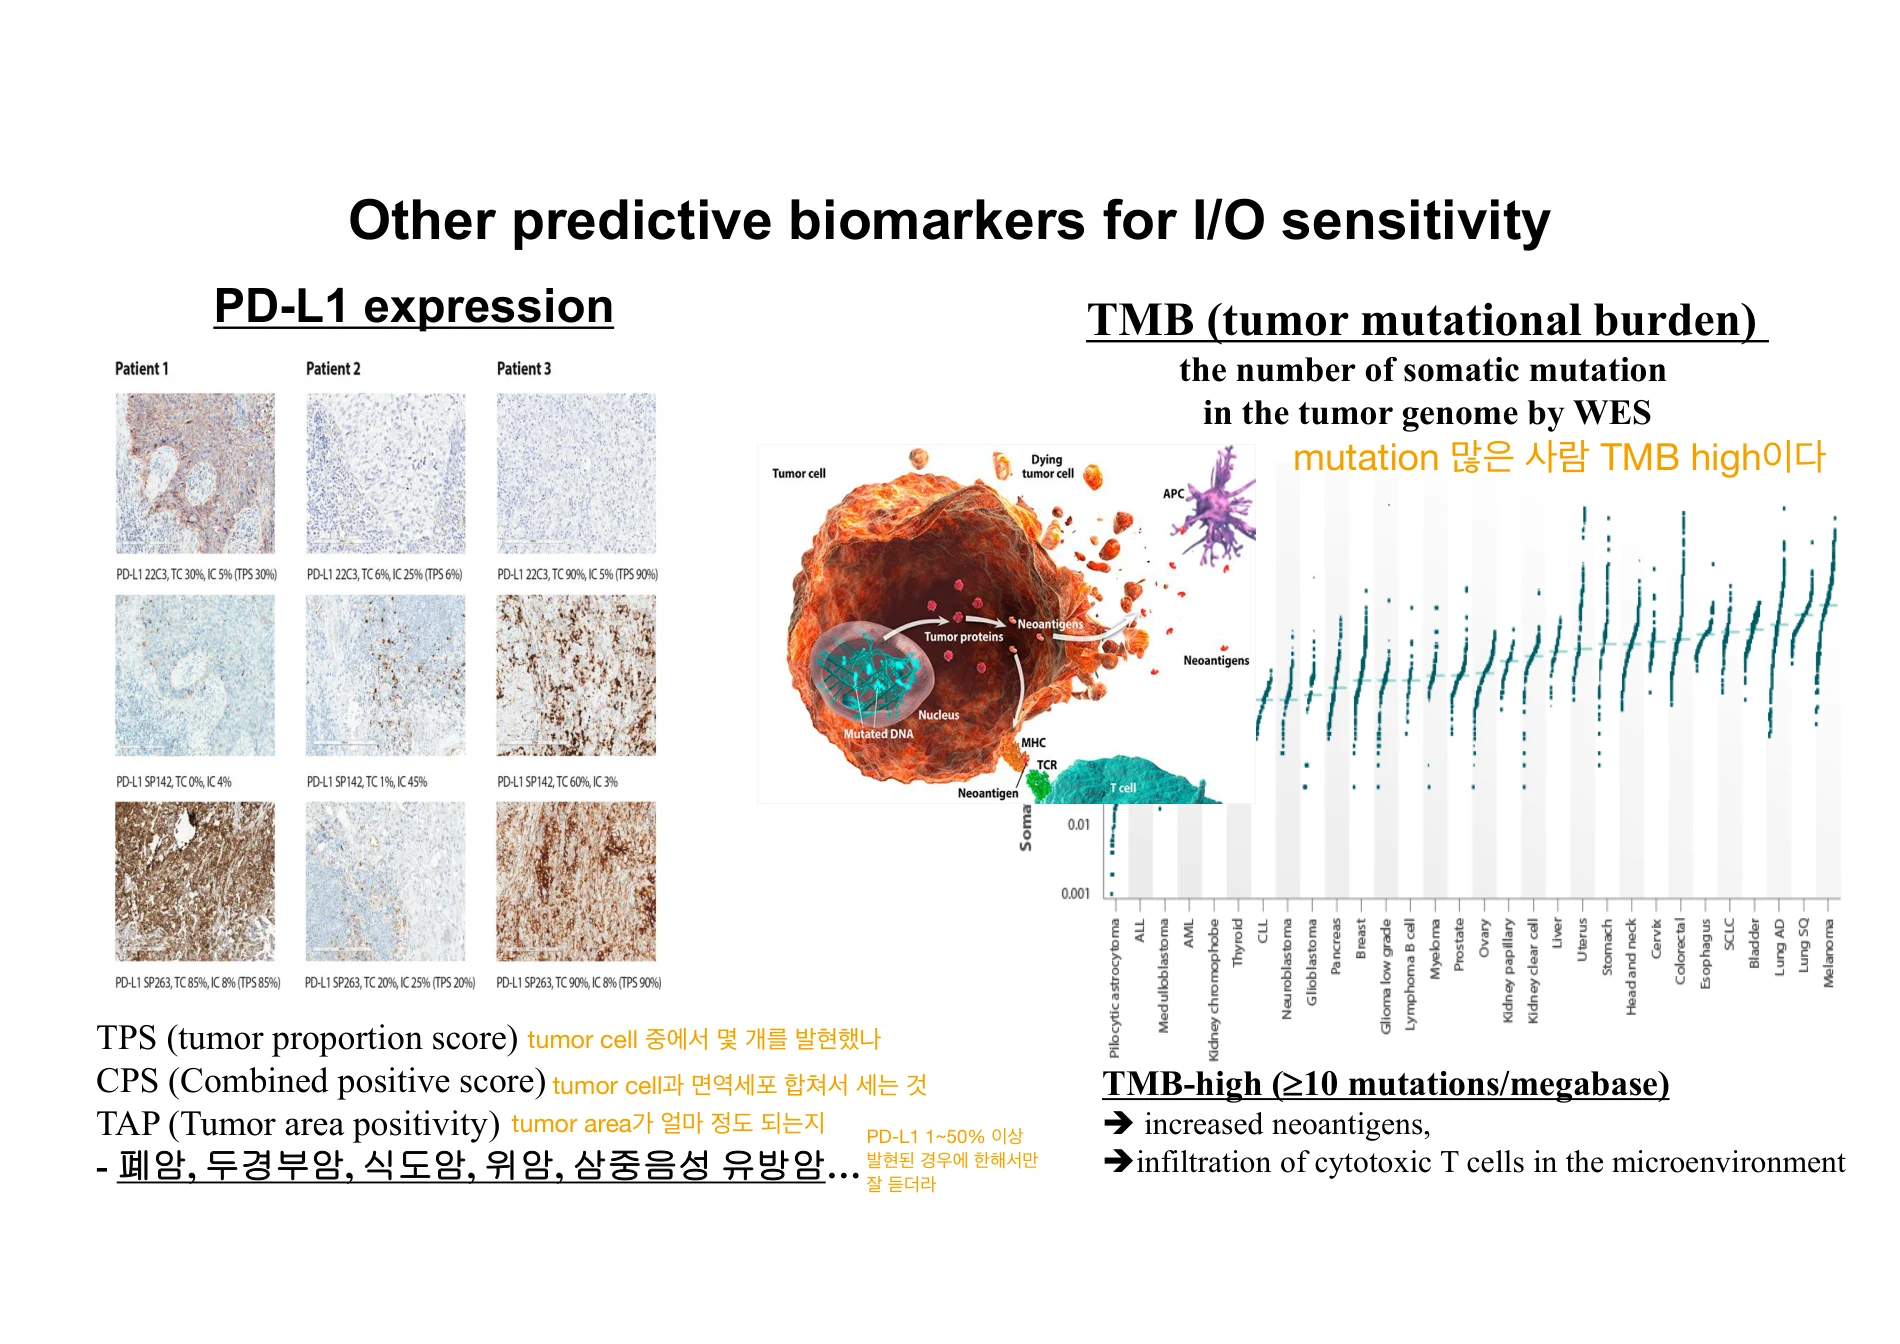 Other predictive biomarkers for I/O sensitivity
PD-L1 expression
Patient 1
Patient 2
Patient 3
PD-L1 22C3, TC 30%, IC 5% (TPS 30%)
PD-L1 22C3, TC 6%, IC 25% (TPS 6%)
PD-L1 22C3, TC 90%, IC 5% (TPS 90%)
PD-L1 SP142, TC 0%, IC 4%
PD-L1 SP142, TC 1%, IC 45%
PD-L1 SP142, TC 60%, IC 3%
PD-L1 SP263, TC 85%, IC 8% (TPS 85%)
PD-L1 SP263, TC 20%, IC 25% (TPS 20%)
PD-L1 SP263, TC 90%, IC 8% (TPS 90%)
TPS (tumor proportion score) tumor cell 중에서 몇 개를 발현했나
CPS (Combined positive score) tumor cell과 면역세포 합쳐서 세는 것
TAP (Tumor area positivity) tumor area가 얼마 정도 되는지
- 폐암, 두경부암, 식도암, 위암, 삼중음성 유방암…
PD-L1 1~50% 이상
발현된 경우에 한해서만
잘 듣더라
TMB (tumor mutational burden)
the number of somatic mutation
in the tumor genome by WES
mutation 많은 사람 TMB high이다
Tumor cell
Dying
tumor cell
APC
Neoantigens
Tumor proteins
Neoantigens
Nucleus
Mutated DNA
MHC
TCR
Neoantigen
T cell
Soma
0.01
0.001
Pilocytic astrocytoma
ALL
Medulloblastoma
AML
Kidney chromophobe
Thyroid
CLL
Neuroblastoma
Glioblastoma
Pancreas
Breast
Glioma low grade
Lymphoma B cell
Myeloma
Prostate
Ovary
Kidney papillary
Kidney clear cell
Liver
Uterus
Stomach
Head and neck
Cervix
Colorectal
Esophagus
SCLC
Bladder
Lung AD
Lung SQ
Melanoma
TMB-high (≥10 mutations/megabase)
➔ increased neoantigens,
➔infiltration of cytotoxic T cells in the microenvironment